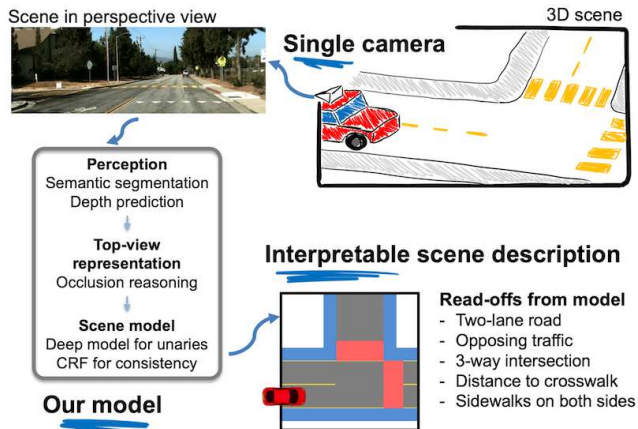 Scene in perspective view
3D scene
Single camera
Perception
Semantic segmentation
Depth prediction
Top-view
representation
Occlusion reasoning
Scene model
Deep model for unaries
CRF for consistency
Our model
Interpretable scene description
Read-offs from model
- Two-lane road
- Opposing traffic
- 3-way intersection
- Distance to crosswalk
- Sidewalks on both sides